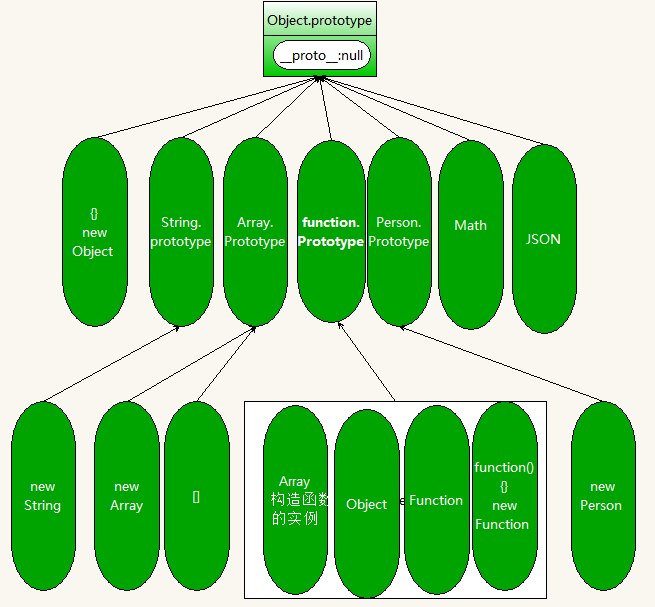 Object.prototype
__proto__:null
{}
new
Object
String.
prototype
Array.
Prototype
function.
Prototype
Person.
Prototype
Math
JSON
new
String
new
Array
[]
Array
构造函数
的实例
Object
e
Function
function()
{}
new
Function
new
Person